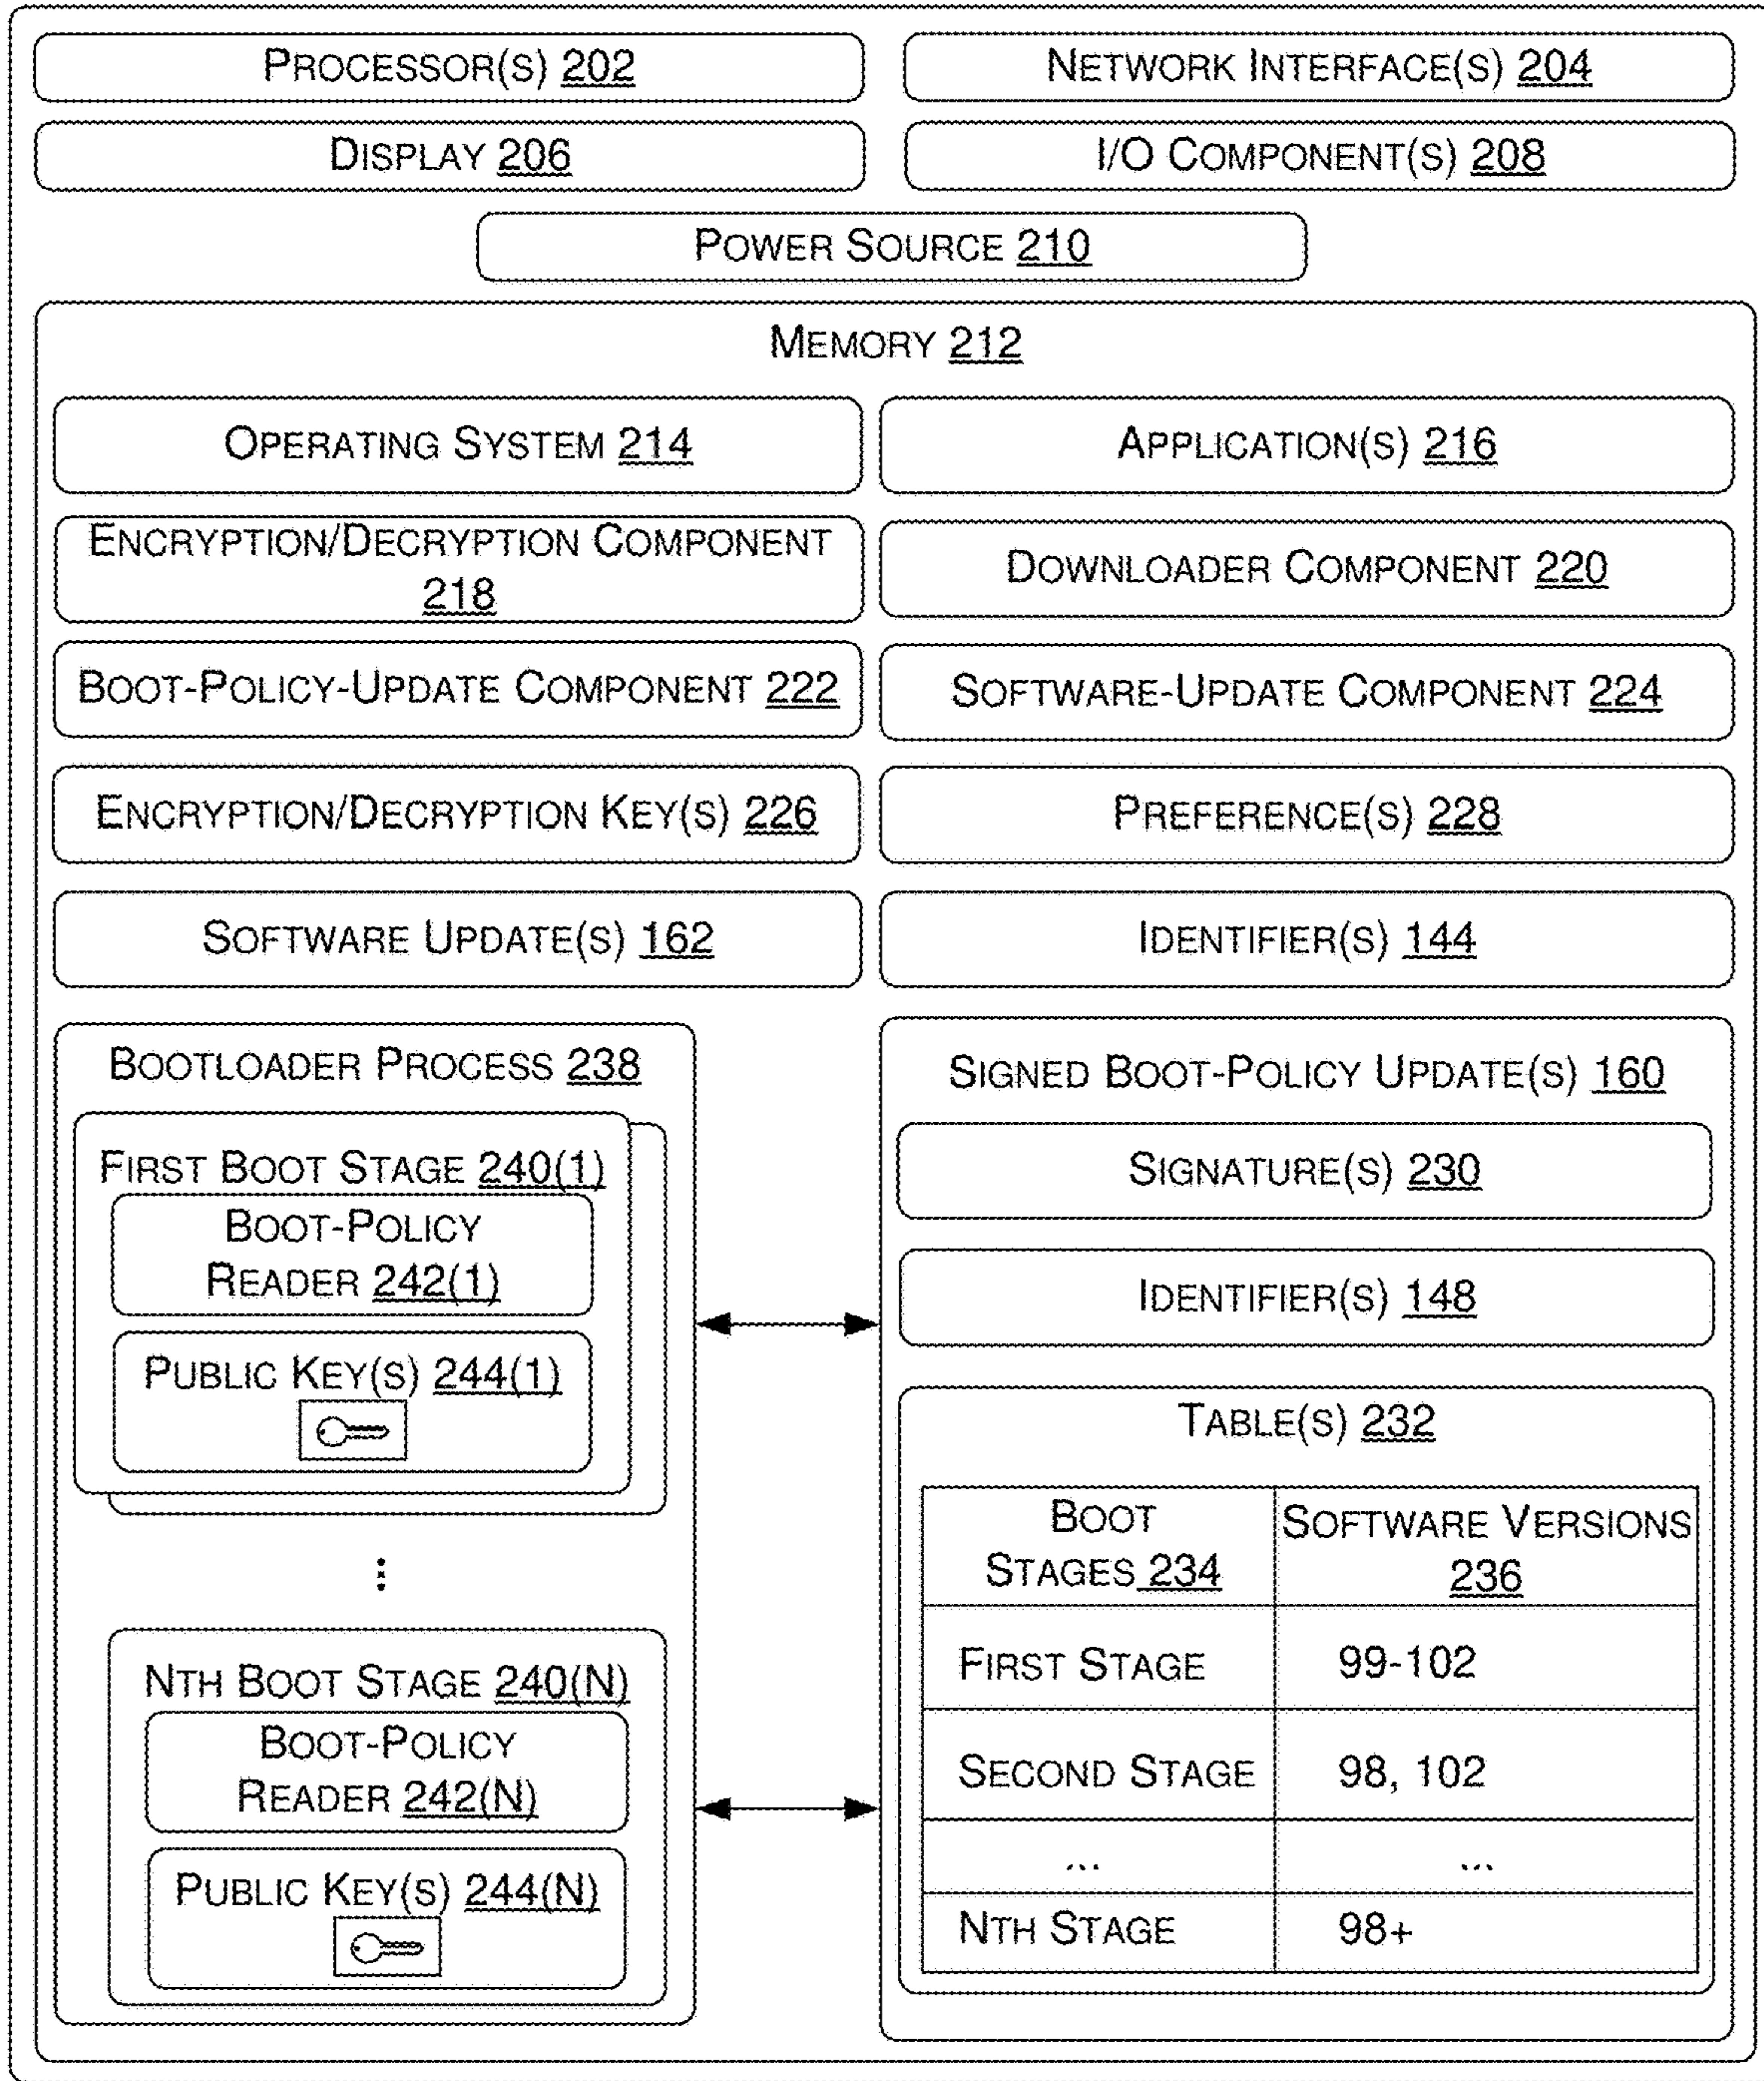 PROCESSOR(S) 202
NETWORK INTERFACE(S) 204
DISPLAY 206
I/O COMPONENT(S) 208
POWER SOURCE 210
MEMORY 212
OPERATING SYSTEM 214
APPLICATION(S) 216
ENCRYPTION/DECRYPTION COMPONENT
218
DOWNLOADER COMPONENT 220
BOOT-POLICY-UPDATE COMPONENT 222
SOFTWARE-UPDATE COMPONENT 224
ENCRYPTION/DECRYPTION KEY(S) 226
PREFERENCE(S) 228
SOFTWARE UPDATE(S) 162
IDENTIFIER(S) 144
BOOTLOADER PROCESS 238
FIRST BOOT STAGE 240(1)
BOOT-POLICY
READER 242(1)
PUBLIC KEY(S) 244(1)
⋮
NTH BOOT STAGE 240(N)
BOOT-POLICY
READER 242(N)
PUBLIC KEY(S) 244(N)
SIGNED BOOT-POLICY UPDATE(S) 160
SIGNATURE(S) 230
IDENTIFIER(S) 148
TABLE(S) 232
BOOT
STAGES 234
SOFTWARE VERSIONS
236
FIRST STAGE 99-102
SECOND STAGE 98, 102
... ...
NTH STAGE 98+